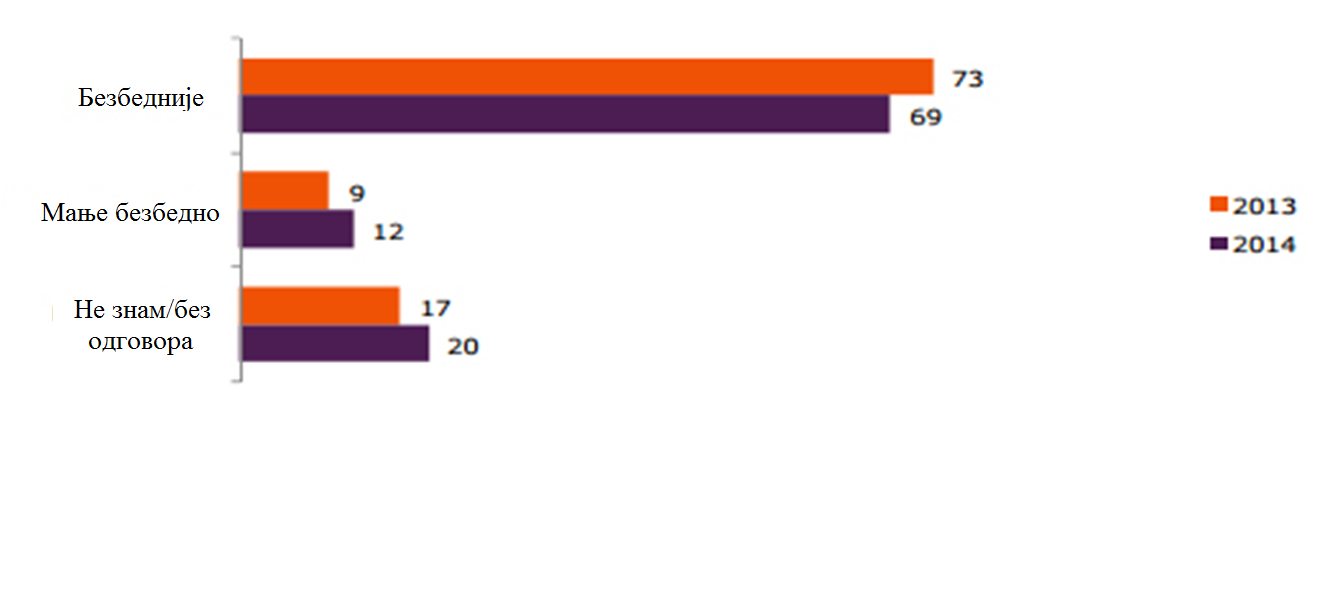 Безбедније
73
69
Мање безбедно
9
12
Не знам/без
одговора
17
20
2013
2014